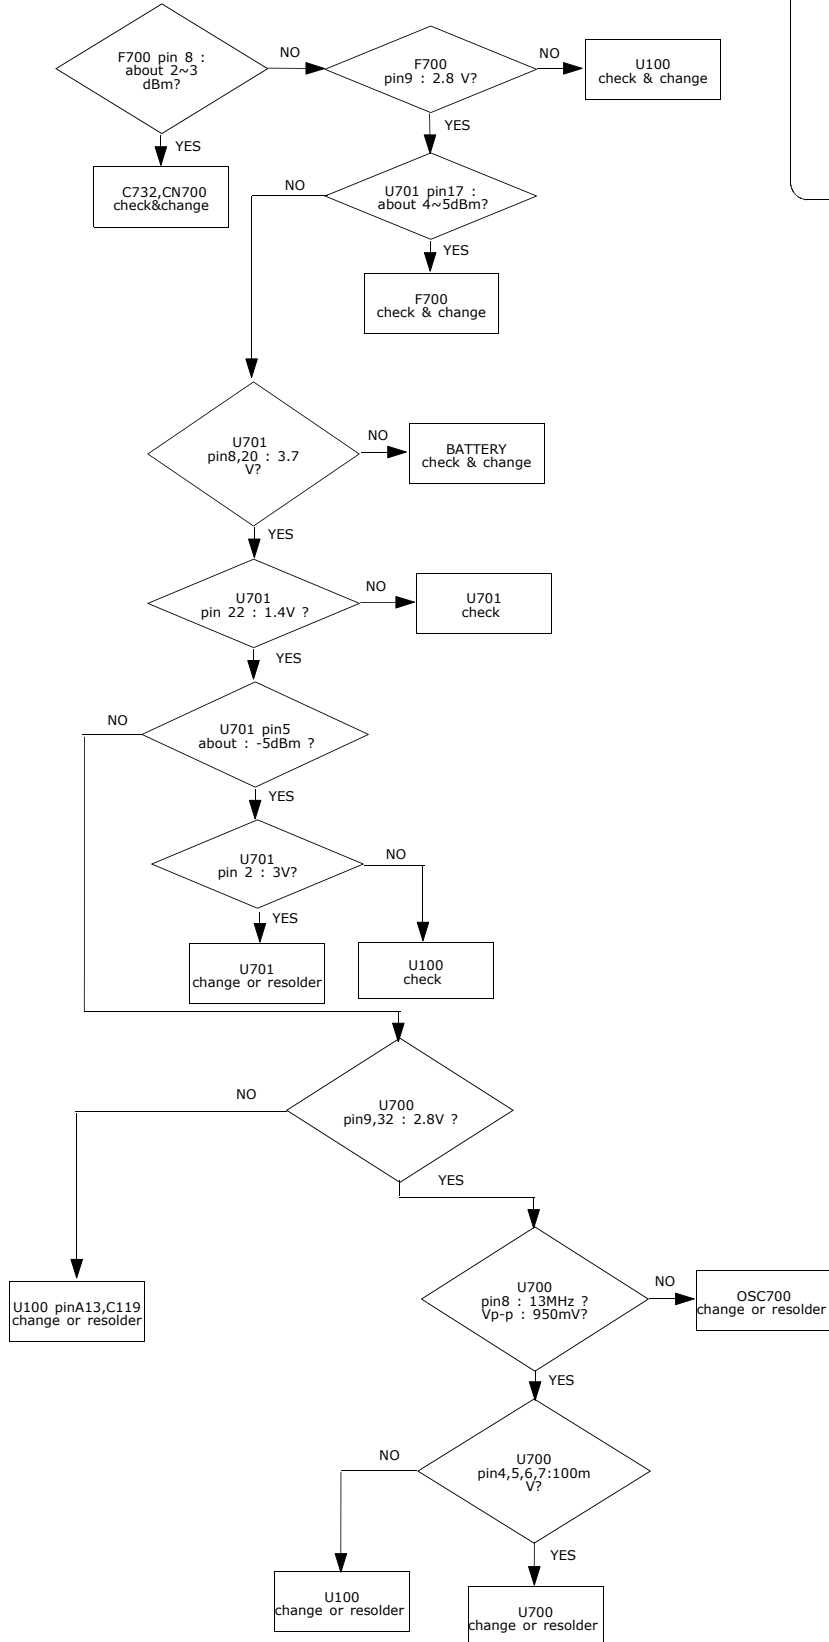 F700 pin 8 :
about 2~3
dBm?
NO
F700
pin9 : 2.8 V?
NO
U100
check & change
YES
YES
C732,CN700
check&change
NO
U701 pin17 :
about 4~5dBm?
YES
F700
check & change
U701
pin8,20 : 3.7
V?
NO
BATTERY
check & change
YES
U701
pin 22 : 1.4V ?
NO
U701
check
YES
NO
U701 pin5
about : -5dBm ?
YES
U701
pin 2 : 3V?
NO
YES
U701
change or resolder
U100
check
NO
U700
pin9,32 : 2.8V ?
YES
U100 pinA13,C119
change or resolder
U700
pin8 : 13MHz ?
Vp-p : 950mV?
NO
OSC700
change or resolder
YES
NO
U700
pin4,5,6,7:100m
V?
YES
U100
change or resolder
U700
change or resolder